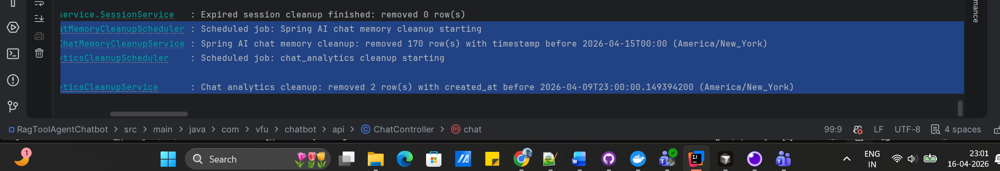 service.SessionService : Expired session cleanup finished: removed 0 row(s)
atMemoryCleanupScheduler : Scheduled job: Spring AI chat memory cleanup starting
ChatMemoryCleanupService : Spring AI chat memory cleanup: removed 170 row(s) with timestamp before 2026-04-15T00:00 (America/New_York)
yticsCleanupScheduler : Scheduled job: chat_analytics cleanup starting
yticsCleanupService : Chat analytics cleanup: removed 2 row(s) with created_at before 2026-04-09T23:00:00.149394200 (America/New_York)
mance
RagToolAgentChatbot > src > main > java > com > vfu > chatbot > api > ChatController > chat
99:9 LF UTF-8 4 spaces
1
Search
ENG
IN
23:01
16-04-2026